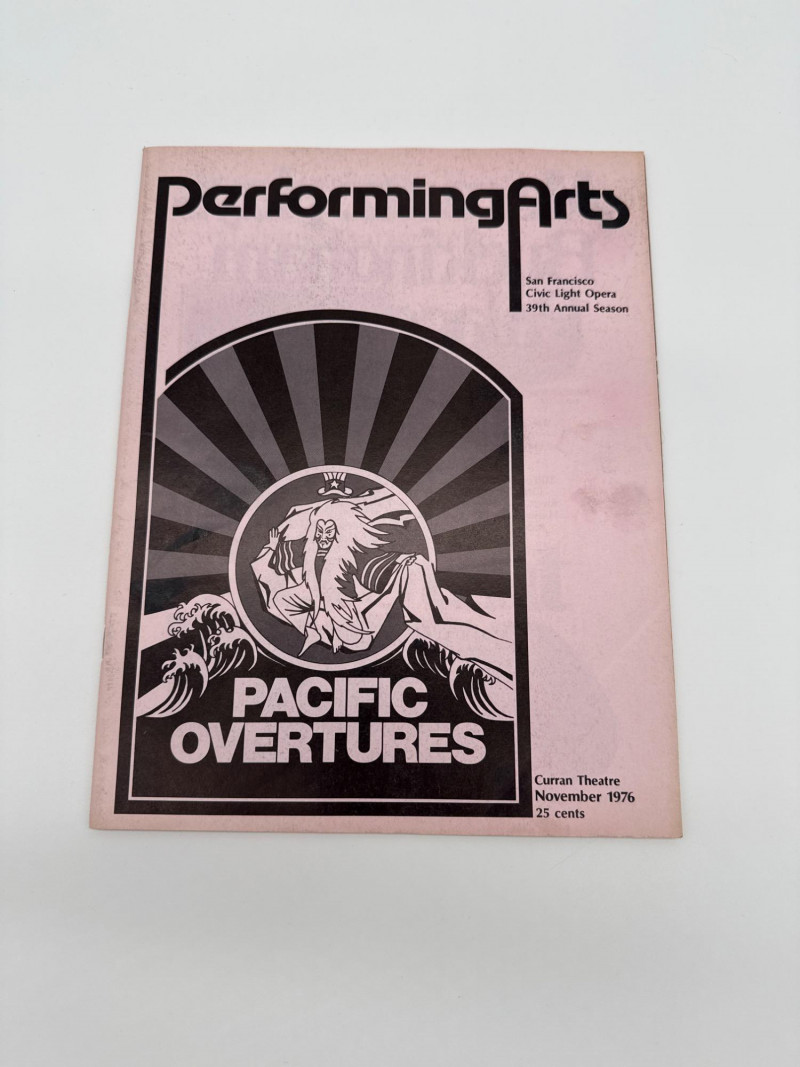 PerformingArts
San Francisco
Civic Light Opera
39th Annual Season
PACIFIC
OVERTURES
Curran Theatre
November 1976
25 cents